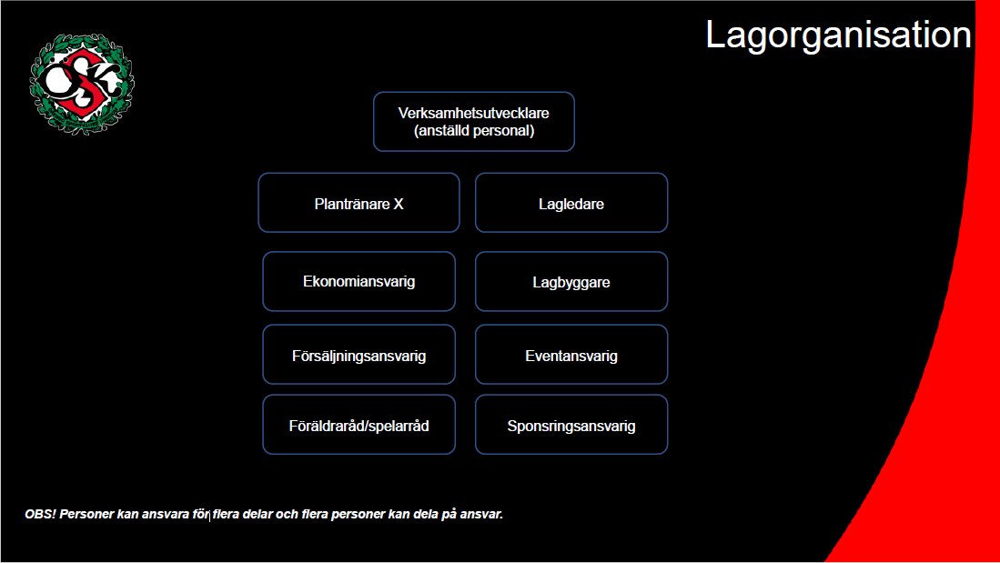 Lagorganisation
Verksamhetsutvecklare
(anställd personal)
Plantränare X
Lagledare
Ekonomiansvarig
Lagbyggare
Försäljningsansvarig
Eventansvarig
Föräldraråd/spelarråd
Sponsringsansvarig
OBS! Personer kan ansvara för flera delar och flera personer kan dela på ansvar.